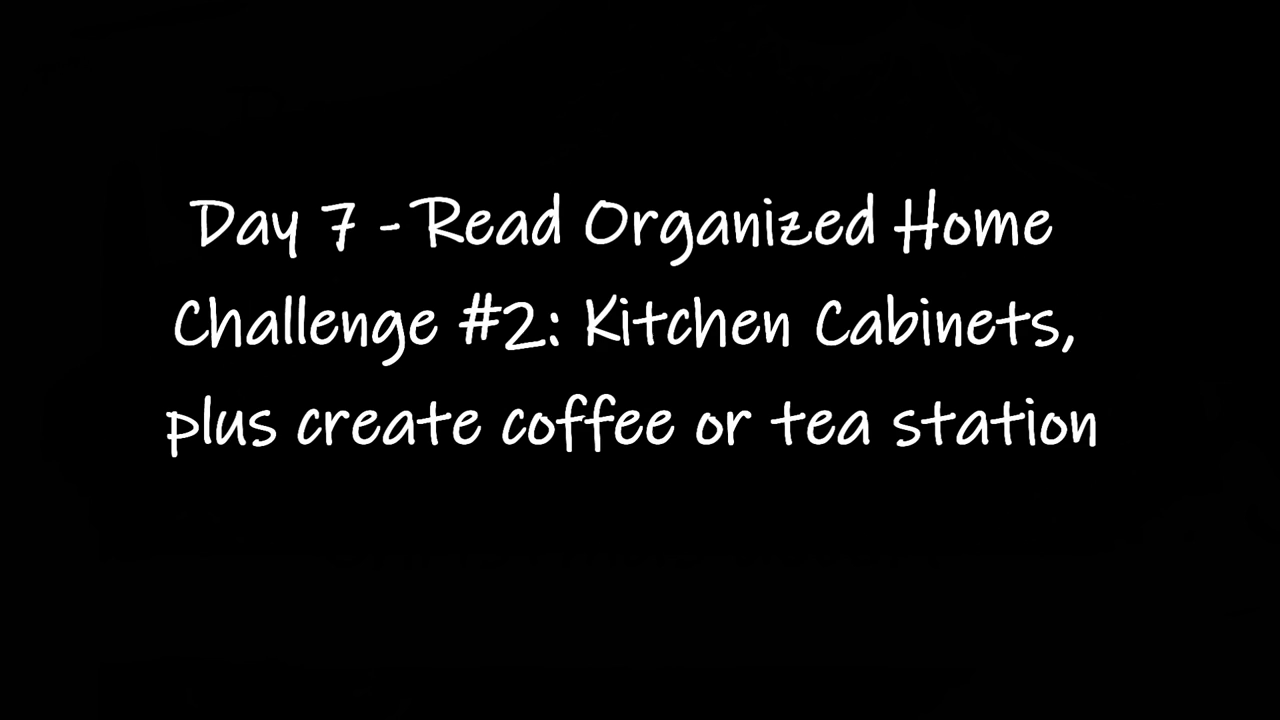 Day 7 - Read Organized Home
Challenge #2: Kitchen Cabinets,
plus create coffee or tea station